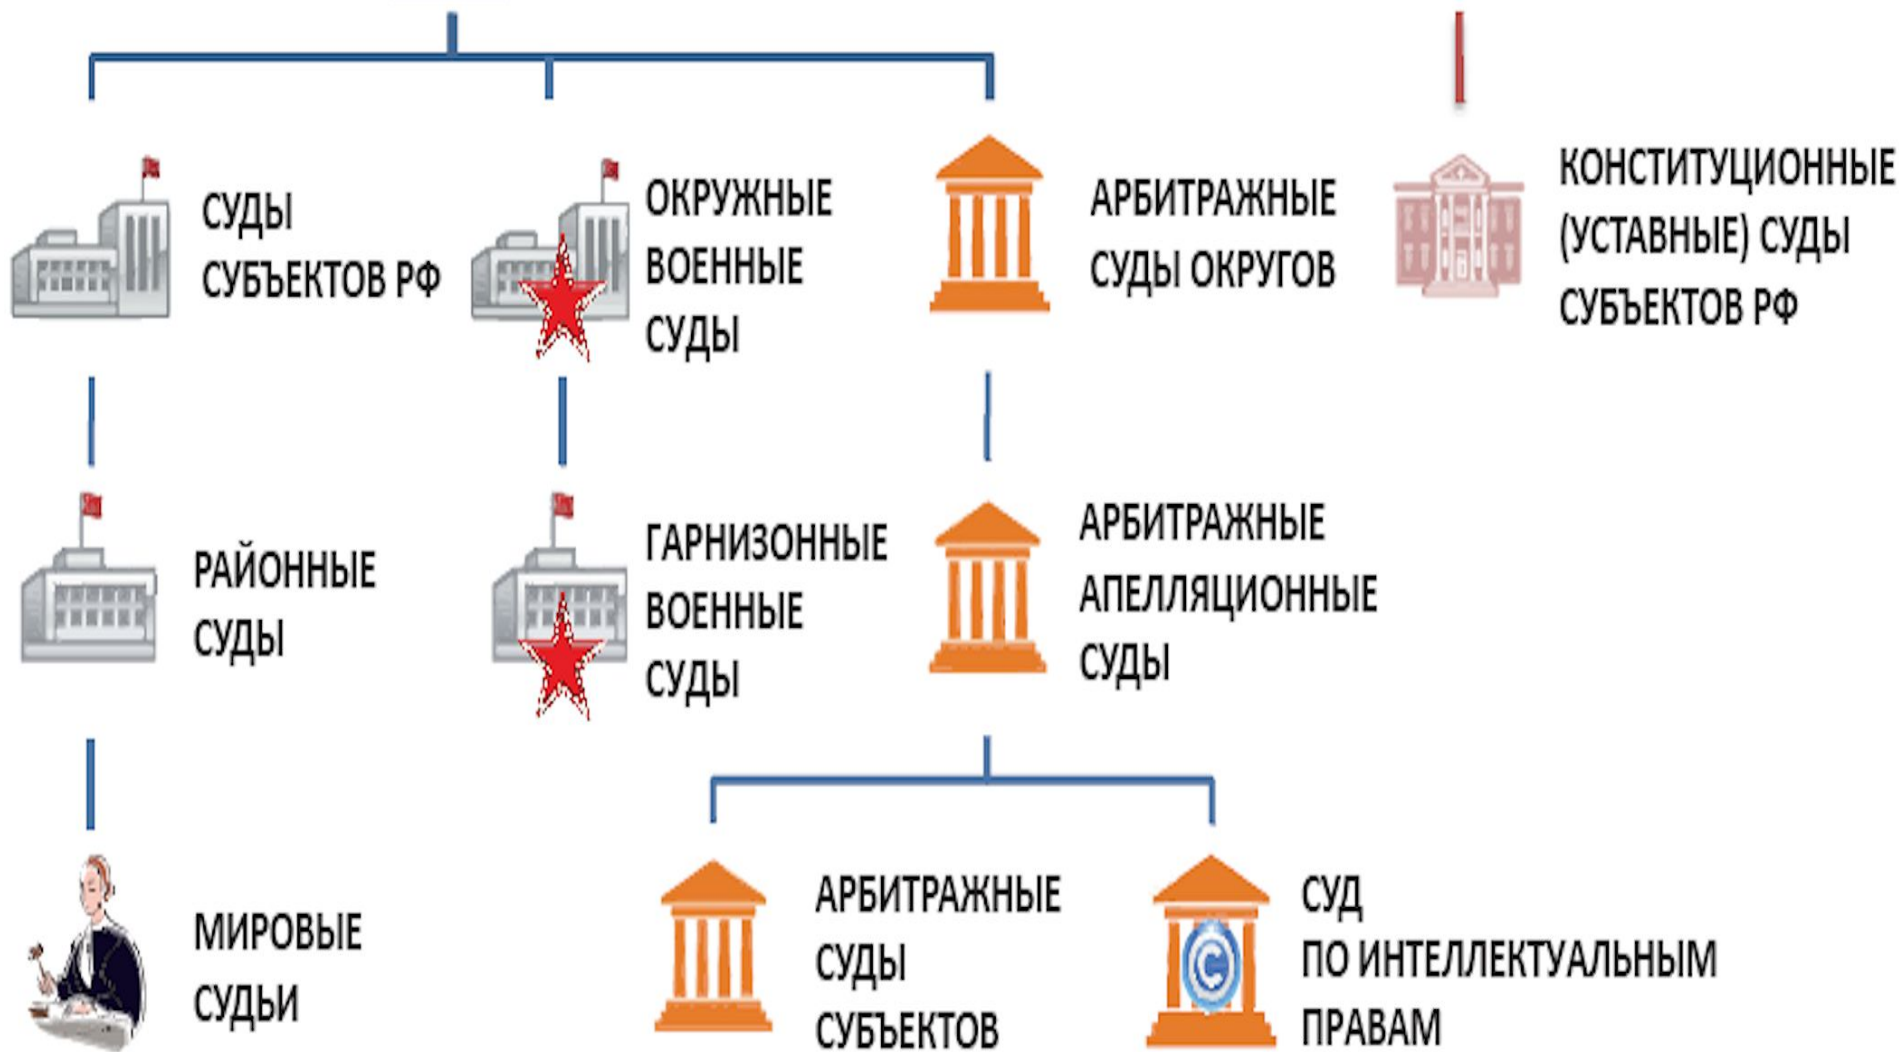 СУДЫ
СУБЪЕКТОВ РФ
ОКРУЖНЫЕ
ВОЕННЫЕ
СУДЫ
АРБИТРАЖНЫЕ
СУДЫ ОКРУГОВ
КОНСТИТУЦИОННЫЕ
(УСТАВНЫЕ) СУДЫ
СУБЪЕКТОВ РФ
РАЙОННЫЕ
СУДЫ
ГАРНИЗОННЫЕ
ВОЕННЫЕ
СУДЫ
АРБИТРАЖНЫЕ
АПЕЛЛЯЦИОННЫЕ
СУДЫ
МИРОВЫЕ
СУДЬИ
АРБИТРАЖНЫЕ
СУДЫ
СУБЪЕКТОВ
СУД
ПО ИНТЕЛЛЕКТУАЛЬНЫМ
ПРАВАМ